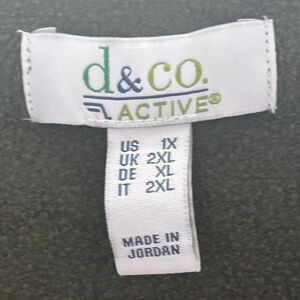 d&co.
ACTIVE®
US 1X
UK 2XL
DE XL
IT 2XL
MADE IN
JORDAN